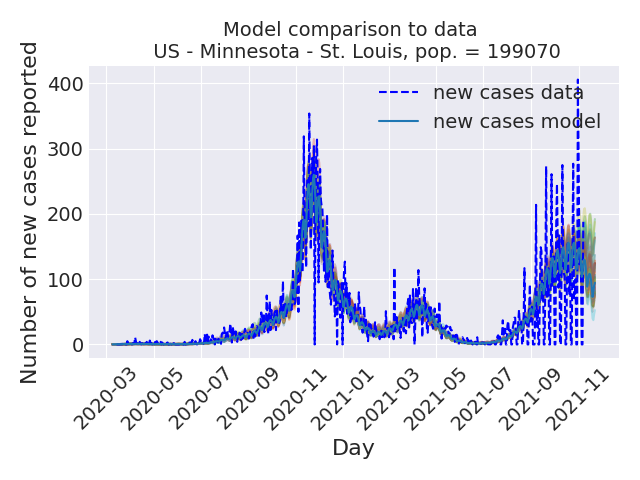 Model comparison to data
US - Minnesota - St. Louis, pop. = 199070
Number of new cases reported
400
300
200
100
0
new cases data
new cases model
2020-03
2020-05
2020-07
2020-09
2020-11
2021-01
2021-03
2021-05
2021-07
2021-09
2021-11
Day